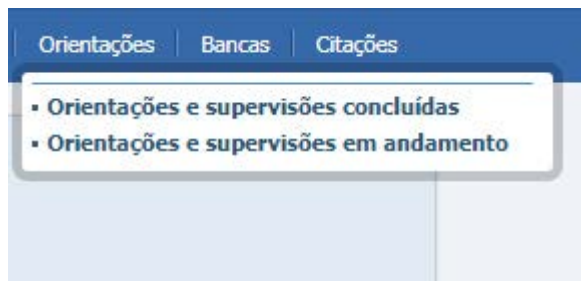 Orientações Bancas Citações
▪ Orientações e supervisões concluídas
▪ Orientações e supervisões em andamento